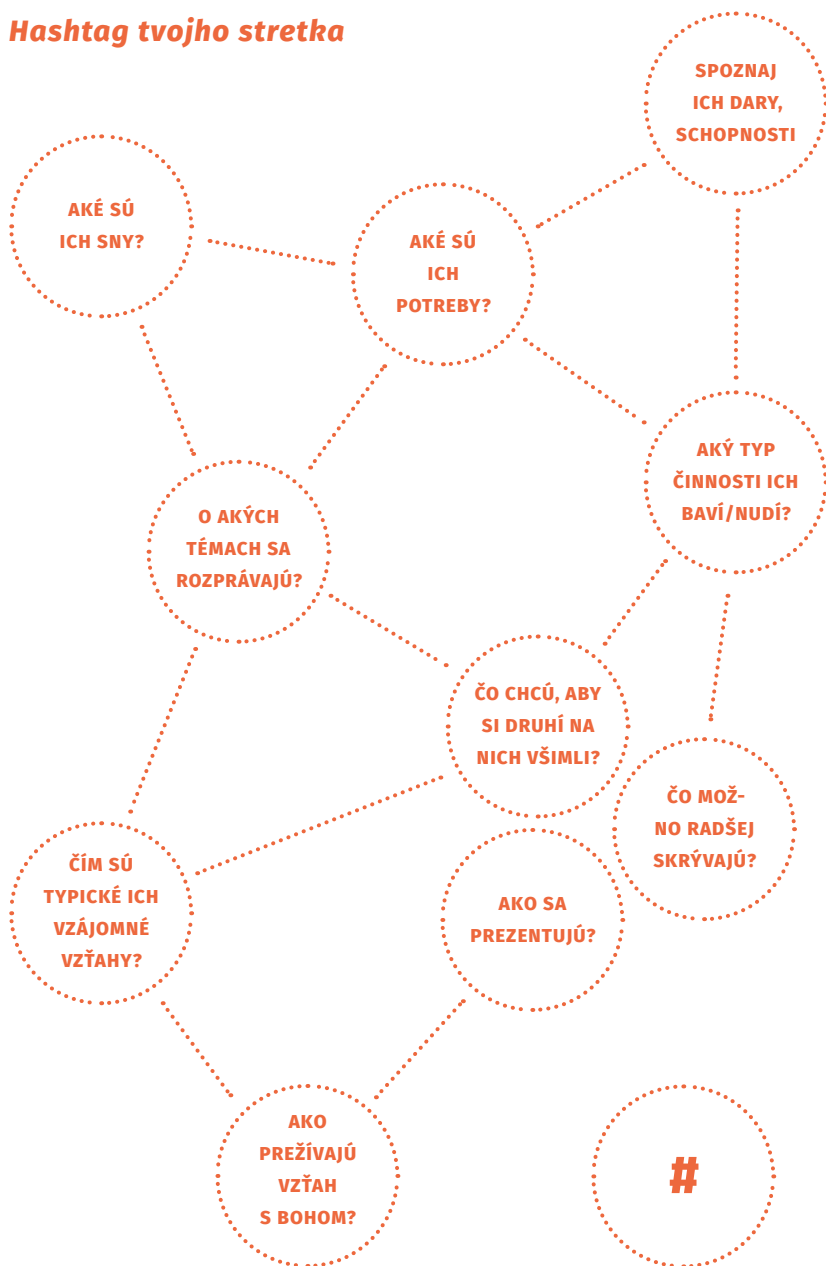 Hashtag tvojho stretka
SPOZNAJ
ICH DARY,
SCHOPNOSTI
AKÉ SÚ
ICH SNY?
AKÉ SÚ
ICH
POTREBY?
AKÝ TYP
ČINNOSTI ICH
BAVÍ/NUDÍ?
O AKÝCH
TÉMACH SA
ROZPRÁVAJÚ?
ČO CHCÚ, ABY
SI DRUHÍ NA
NICH VŠIMLI?
ČO MOŽ-
NO RADŠEJ
SKRÝVAJÚ?
ČÍM SÚ
TYPICKÉ ICH
VZÁJOMNÉ
VZŤAHY?
AKO SA
PREZENTUJÚ?
AKO
PREŽÍVAJÚ
VZŤAH
S BOHOM?
#